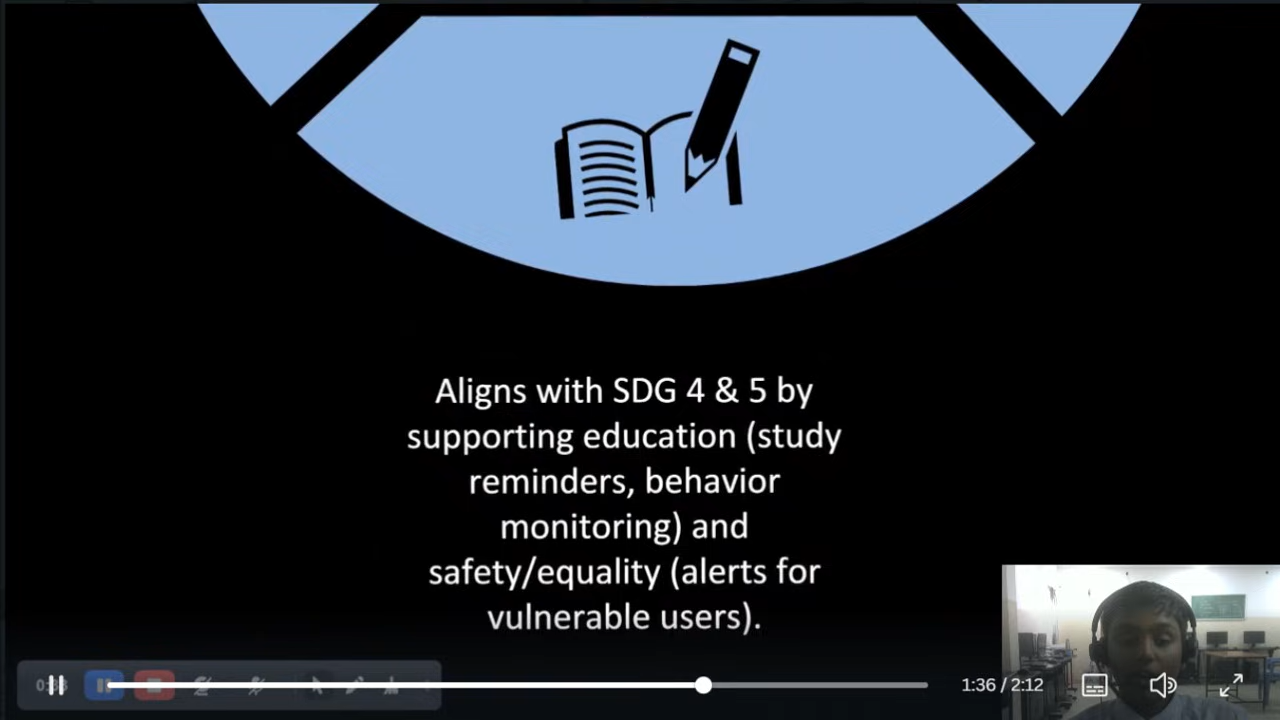 Aligns with SDG 4 & 5 by
supporting education (study
reminders, behavior
monitoring) and
safety/equality (alerts for
vulnerable users).
1:36 / 2:12